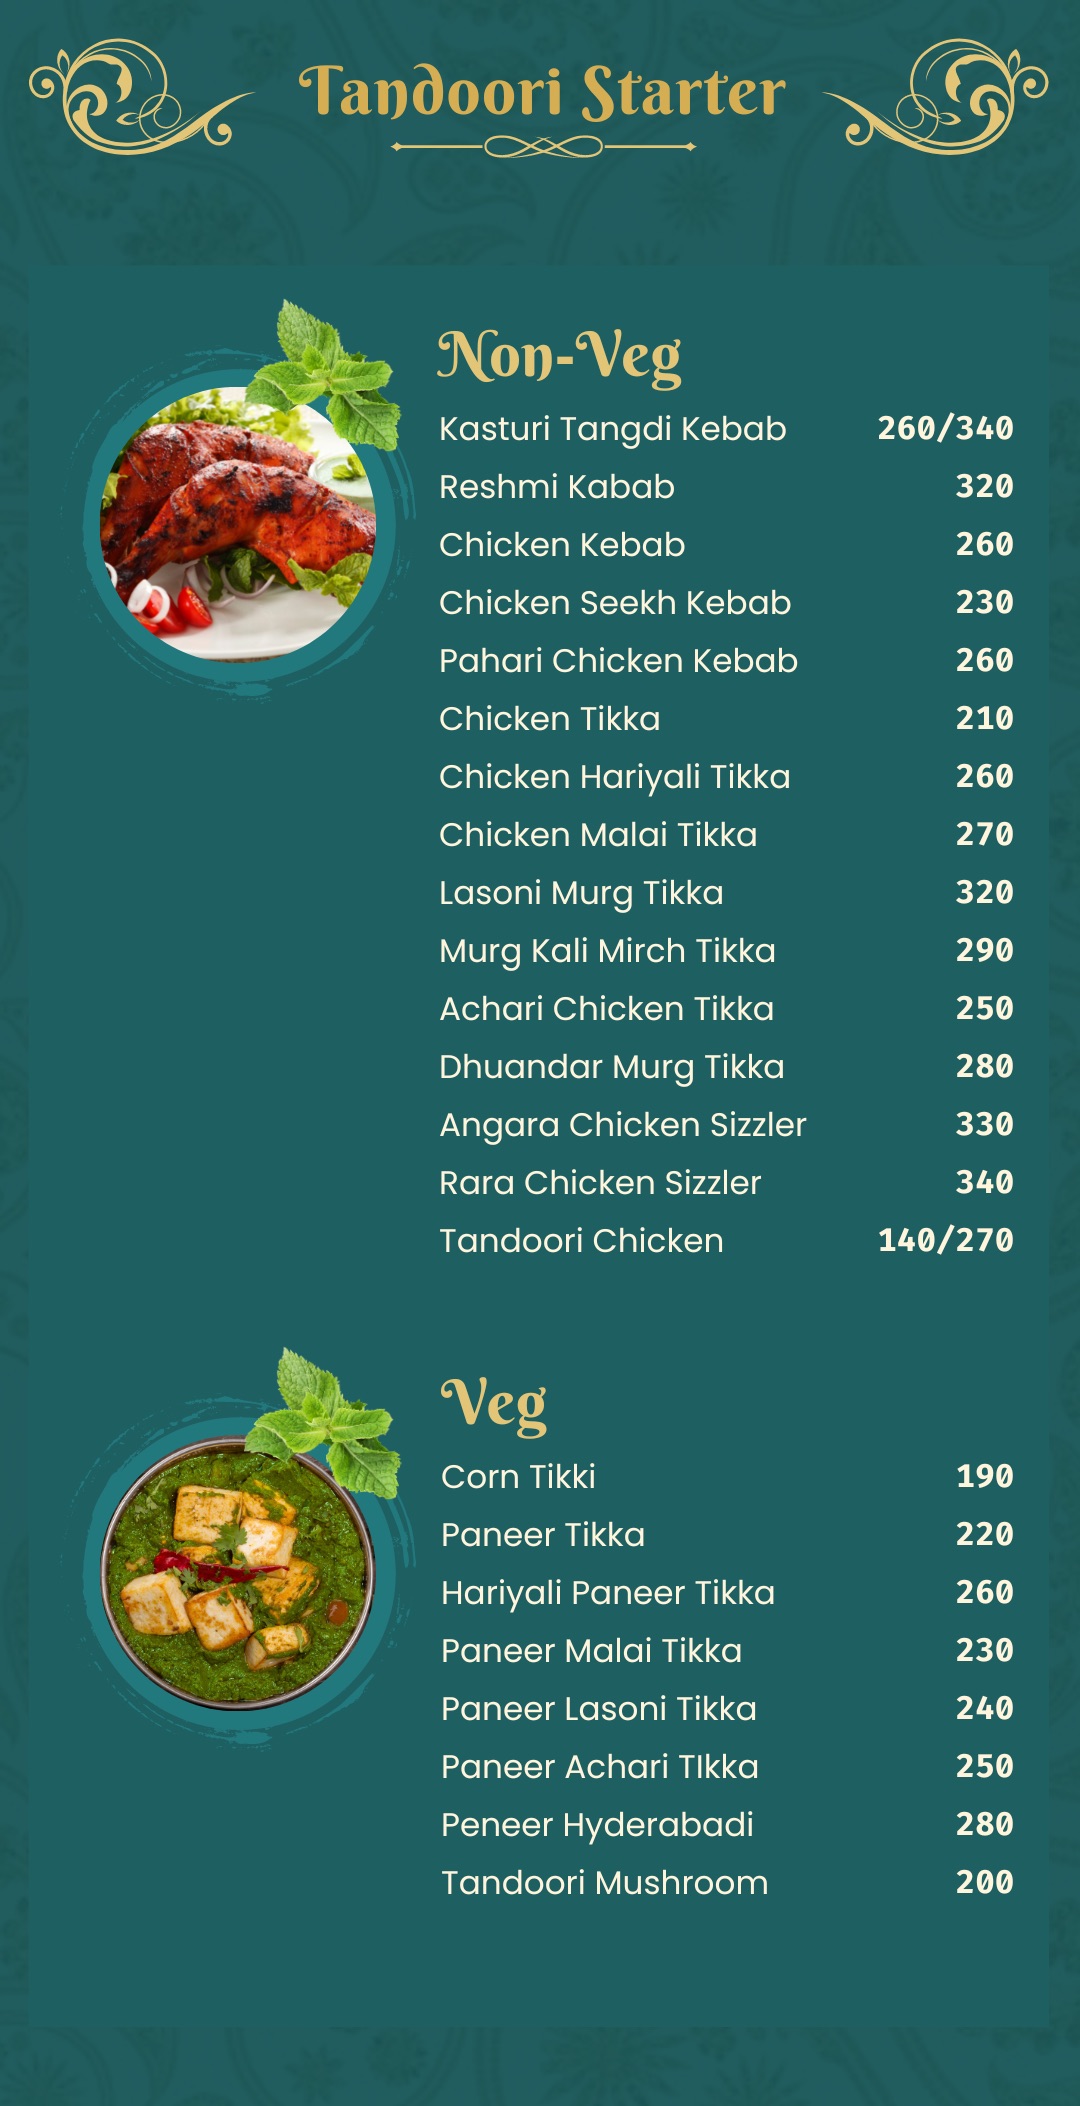 Tandoori Starter
Non-Veg
Kasturi Tangdi Kebab 260/340
Reshmi Kabab 320
Chicken Kebab 260
Chicken Seekh Kebab 230
Pahari Chicken Kebab 260
Chicken Tikka 210
Chicken Hariyali Tikka 260
Chicken Malai Tikka 270
Lasoni Murg Tikka 320
Murg Kali Mirch Tikka 290
Achari Chicken Tikka 250
Dhuandar Murg Tikka 280
Angara Chicken Sizzler 330
Rara Chicken Sizzler 340
Tandoori Chicken 140/270
Veg
Corn Tikki 190
Paneer Tikka 220
Hariyali Paneer Tikka 260
Paneer Malai Tikka 230
Paneer Lasoni Tikka 240
Paneer Achari TIkka 250
Peneer Hyderabadi 280
Tandoori Mushroom 200